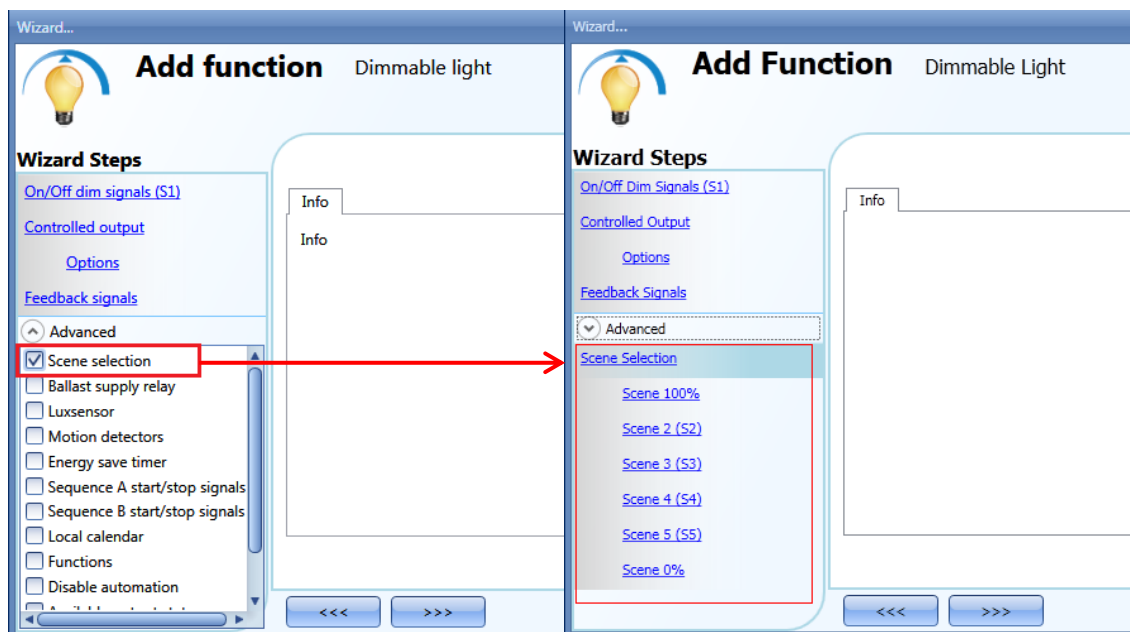 Wizard...
Add function Dimmable light
Wizard Steps
On/Off dim signals (S1)
Controlled output
Options
Feedback signals
Advanced
Scene selection
Ballast supply relay
Luxsensor
Motion detectors
Energy save timer
Sequence A start/stop signals
Sequence B start/stop signals
Local calendar
Functions
Disable automation
Info
Info
<<< >>>
Wizard...
Add Function Dimmable Light
Wizard Steps
On/Off Dim Signals (S1)
Controlled Output
Options
Feedback Signals
Advanced
Scene Selection
Scene 100%
Scene 2 (S2)
Scene 3 (S3)
Scene 4 (S4)
Scene 5 (S5)
Scene 0%
Info
<<< >>>